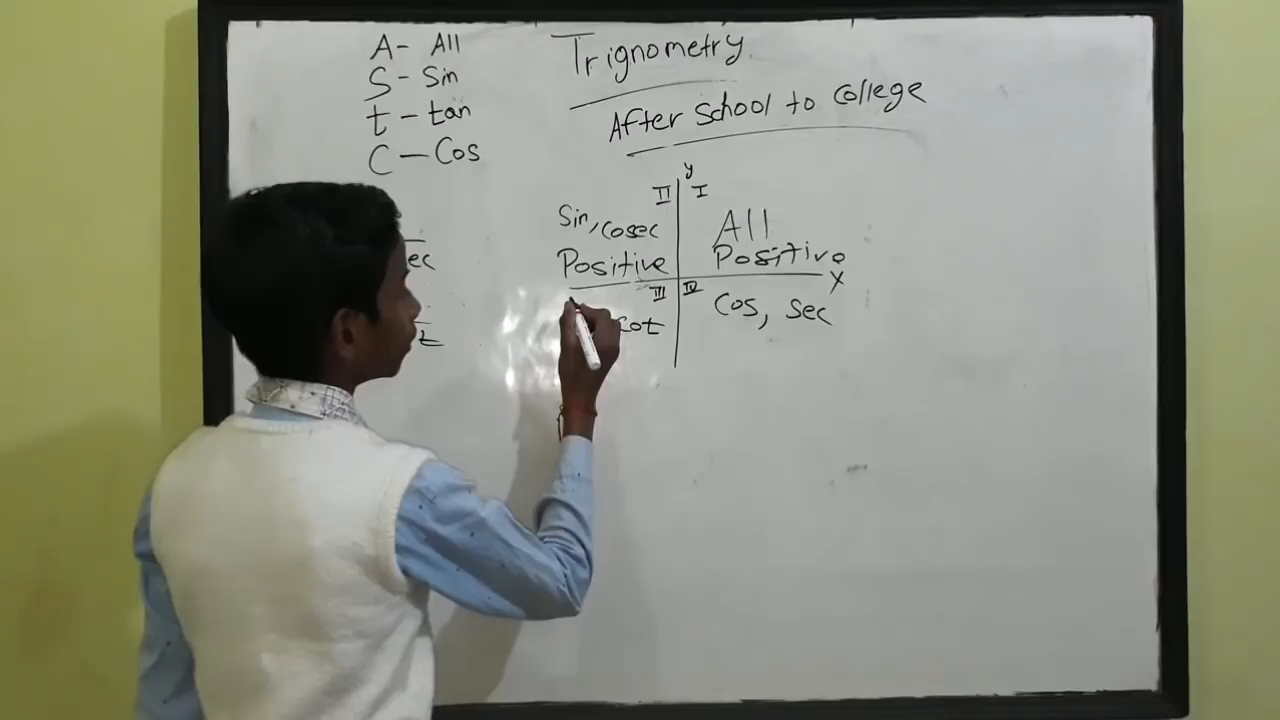 A- All
S - Sin
t - tan
C - Cos
ec
t
Trignometry
After School to College
y
II I
Sin, Cosec
Positive
All
Positive
X
III IV
Cot
Cos, Sec